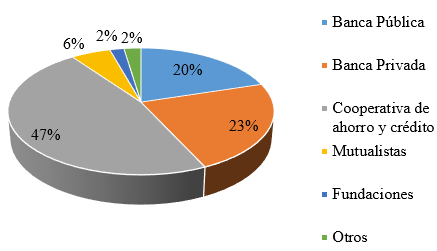 2%
2%
6%
20%
23%
47%
Banca Pública
Banca Privada
Cooperativa de
ahorro y crédito
Mutualistas
Fundaciones
Otros